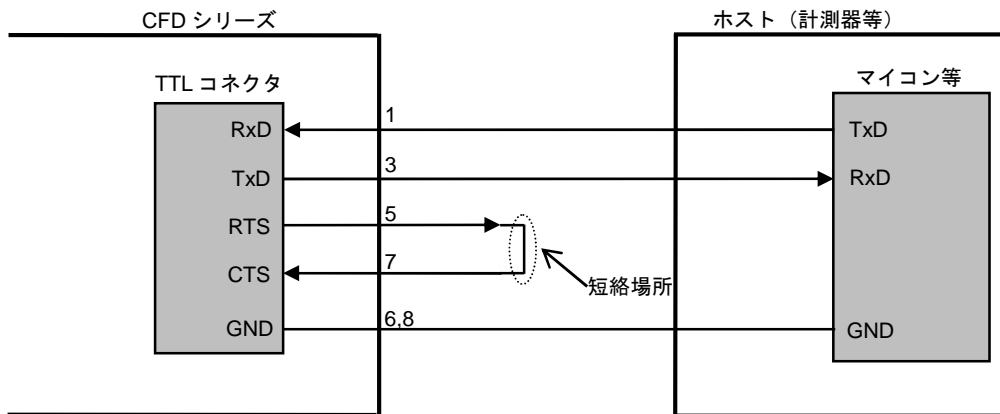 CFD シリーズ
ホスト（計測器等）
TTL コネクタ
マイコン等
RxD
1
TxD
TxD
3
RxD
RTS
5
CTS
7
短絡場所
GND
6,8
GND